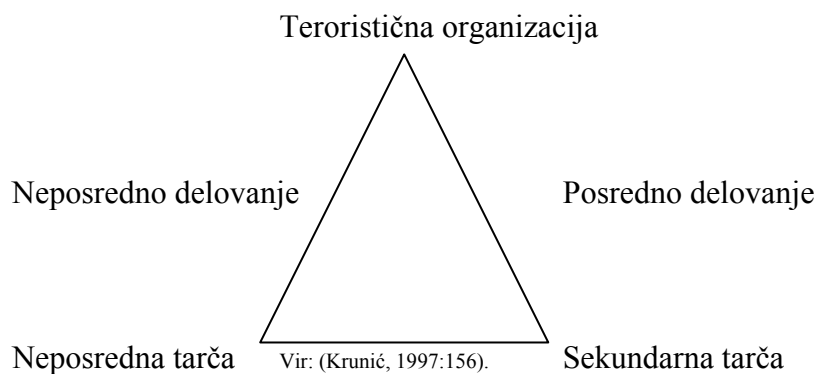 Teroristična organizacija
Neposredno delovanje
Posredno delovanje
Neposredna tarča
Vir: (Krunić, 1997:156).
Sekundarna tarča